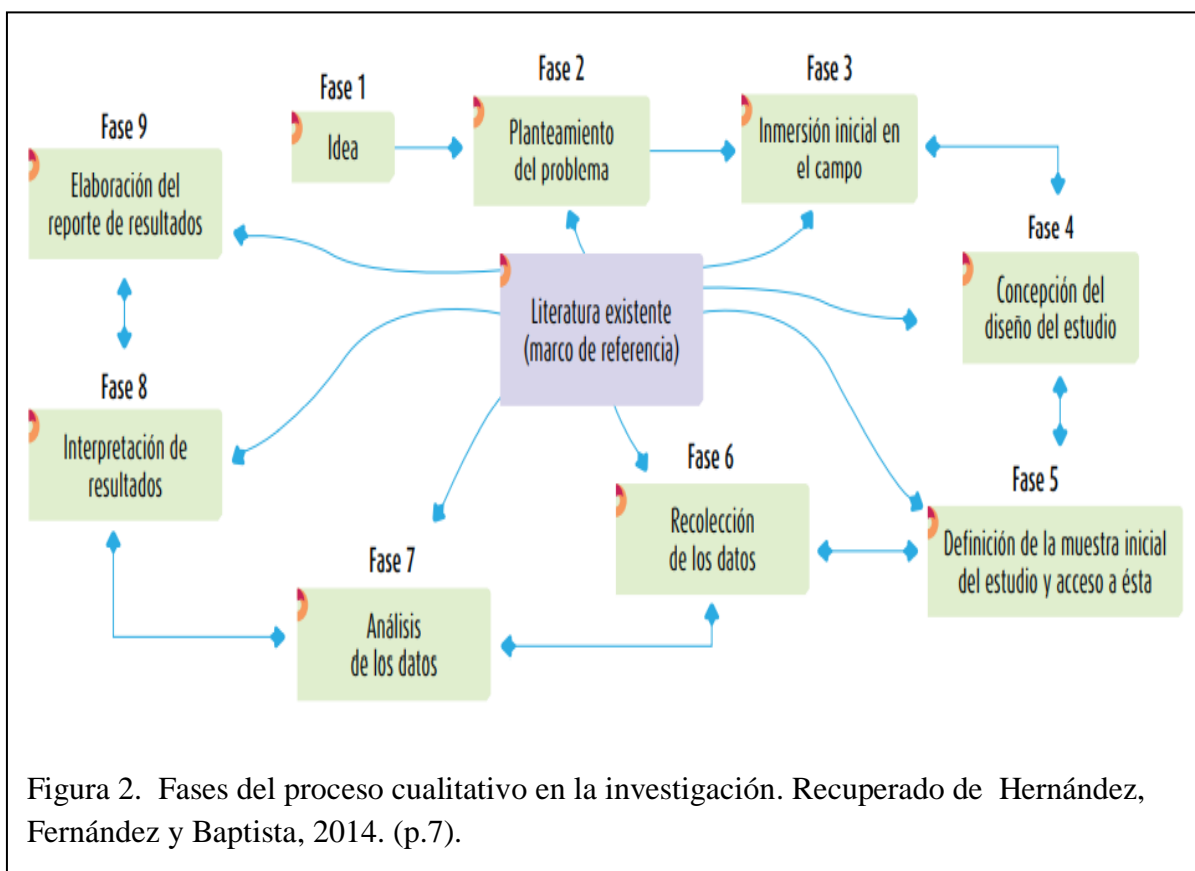 Fase 1
Idea
Fase 2
Planteamiento
del problema
Fase 3
Inmersión inicial en
el campo
Fase 4
Concepción del
diseño del estudio
Fase 5
Definición de la muestra inicial
del estudio y acceso a ésta
Fase 6
Recolección
de los datos
Fase 7
Análisis
de los datos
Fase 8
Interpretación de
resultados
Fase 9
Elaboración del
reporte de resultados
Literatura existente
(marco de referencia)
Figura 2. Fases del proceso cualitativo en la investigación. Recuperado de Hernández,
Fernández y Baptista, 2014. (p.7).